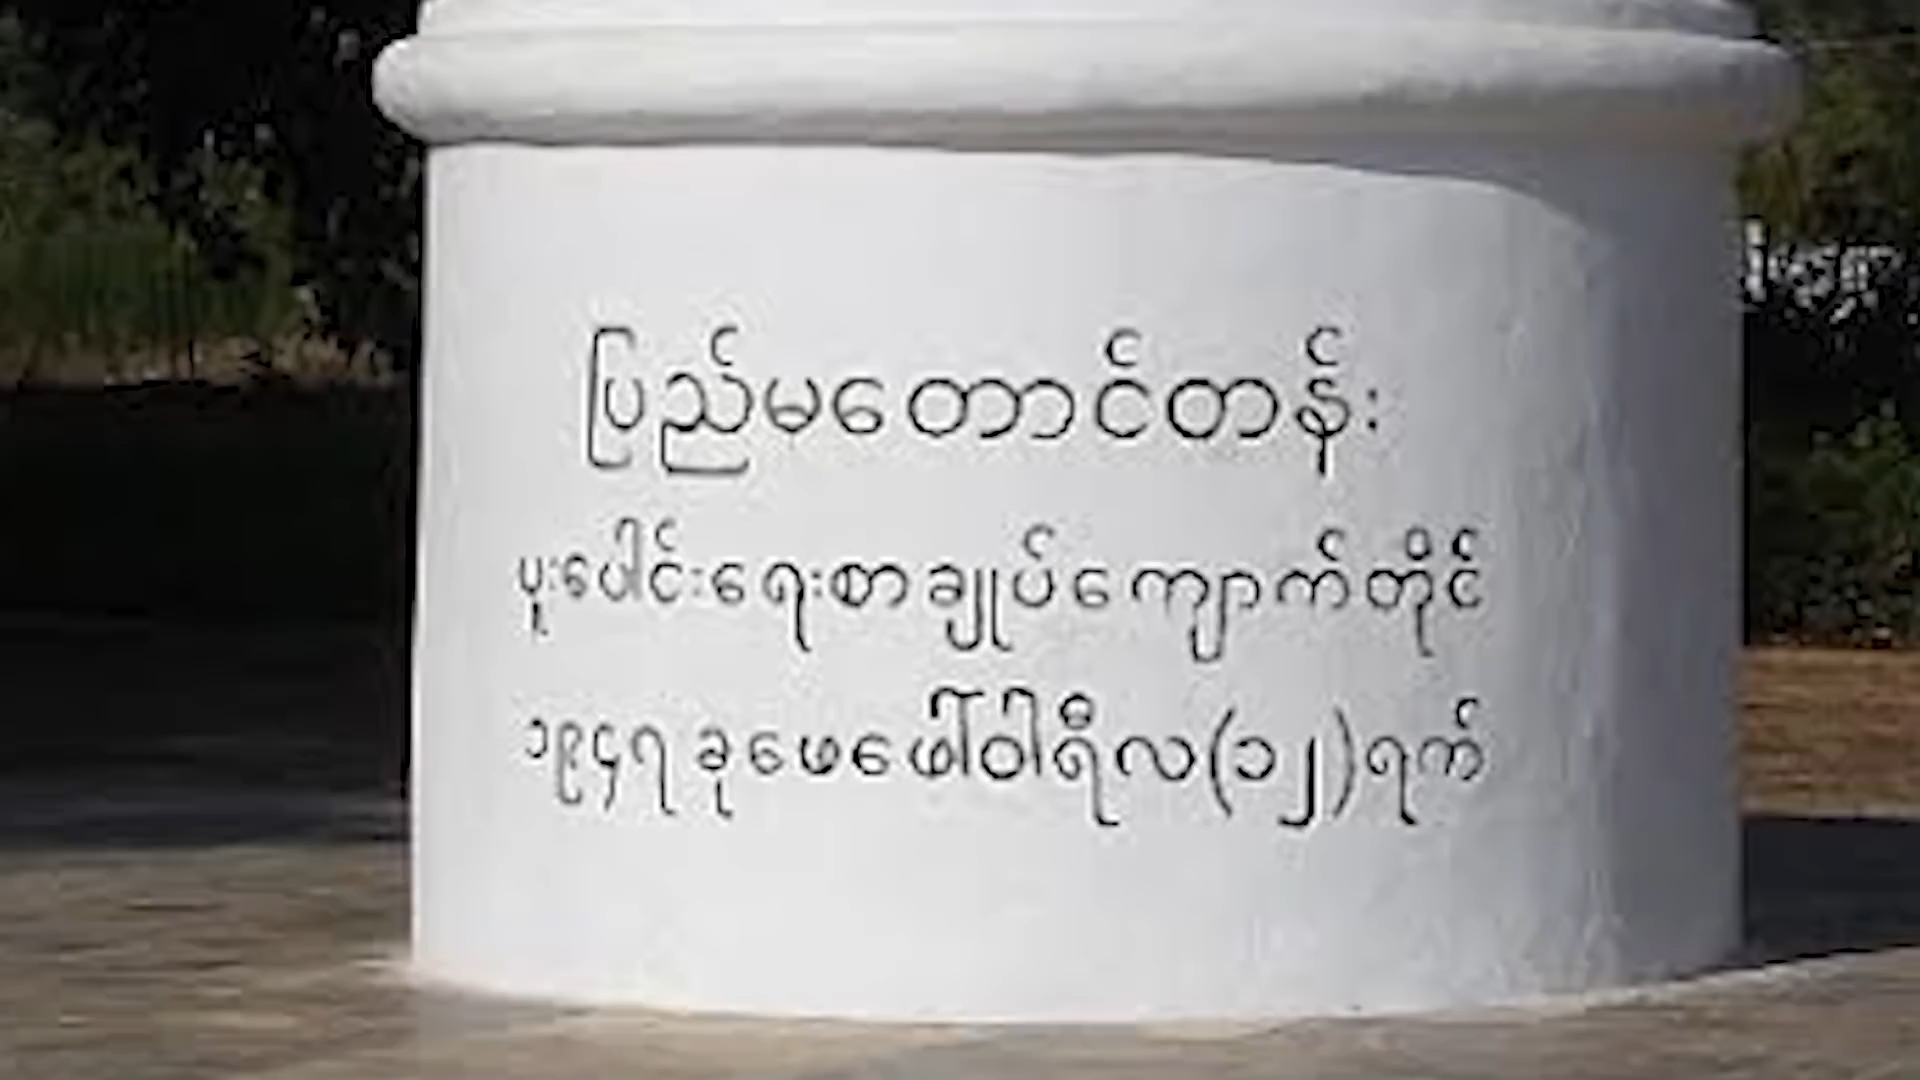 ပြည်မတောင်တန်း
ပူးပေါင်းရေးစာချုပ်ကျောက်တိုင်
၁၉၄၇ ခုဖေဖော်ဝါရီလ(၁၂)ရက်